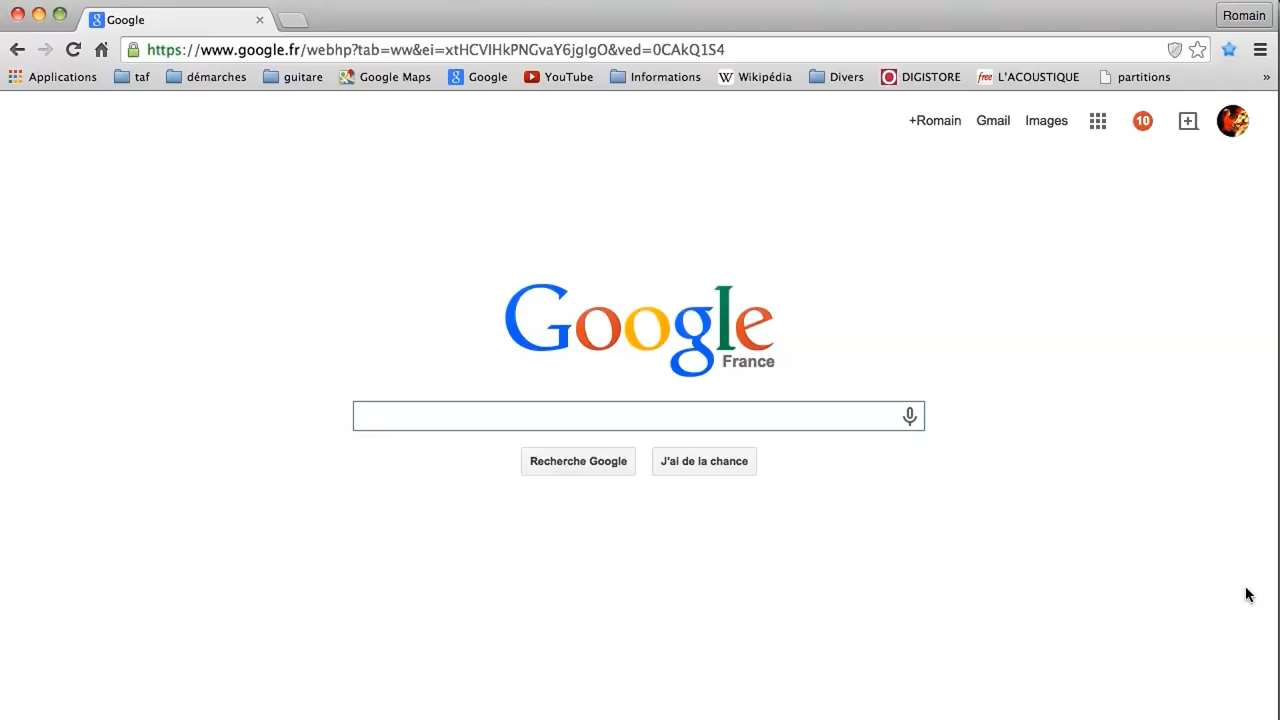 Google
Romain
https://www.google.fr/webhp?tab=ww&ei=xtHCVIHkPNGvaY6jgIgO&ved=0CAkQ1S4
Applications taf démarches guitare Google Maps Google YouTube Informations Wikipédia Divers DIGISTORE free L'ACOUSTIQUE partitions »
+Romain Gmail Images 10
Google
France
Recherche Google J'ai de la chance